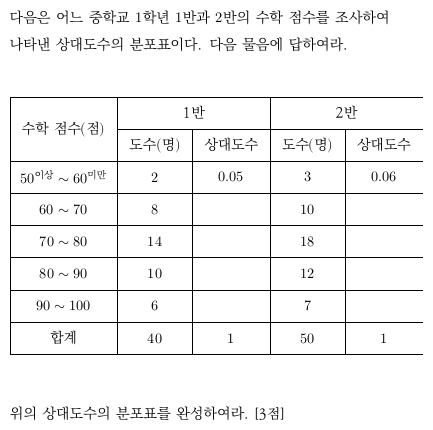 다음은 어느 중학교 1학년 1반과 2반의 수학 점수를 조사하여
나타낸 상대도수의 분포표이다. 다음 물음에 답하여라.
수학 점수(점) 1반 2반
도수(명) 상대도수 도수(명) 상대도수
50이상 ~ 60미만 2 0.05 3 0.06
60 ~ 70 8 10
70 ~ 80 14 18
80 ~ 90 10 12
90 ~ 100 6 7
합계 40 1 50 1
위의 상대도수의 분포표를 완성하여라. [3점]